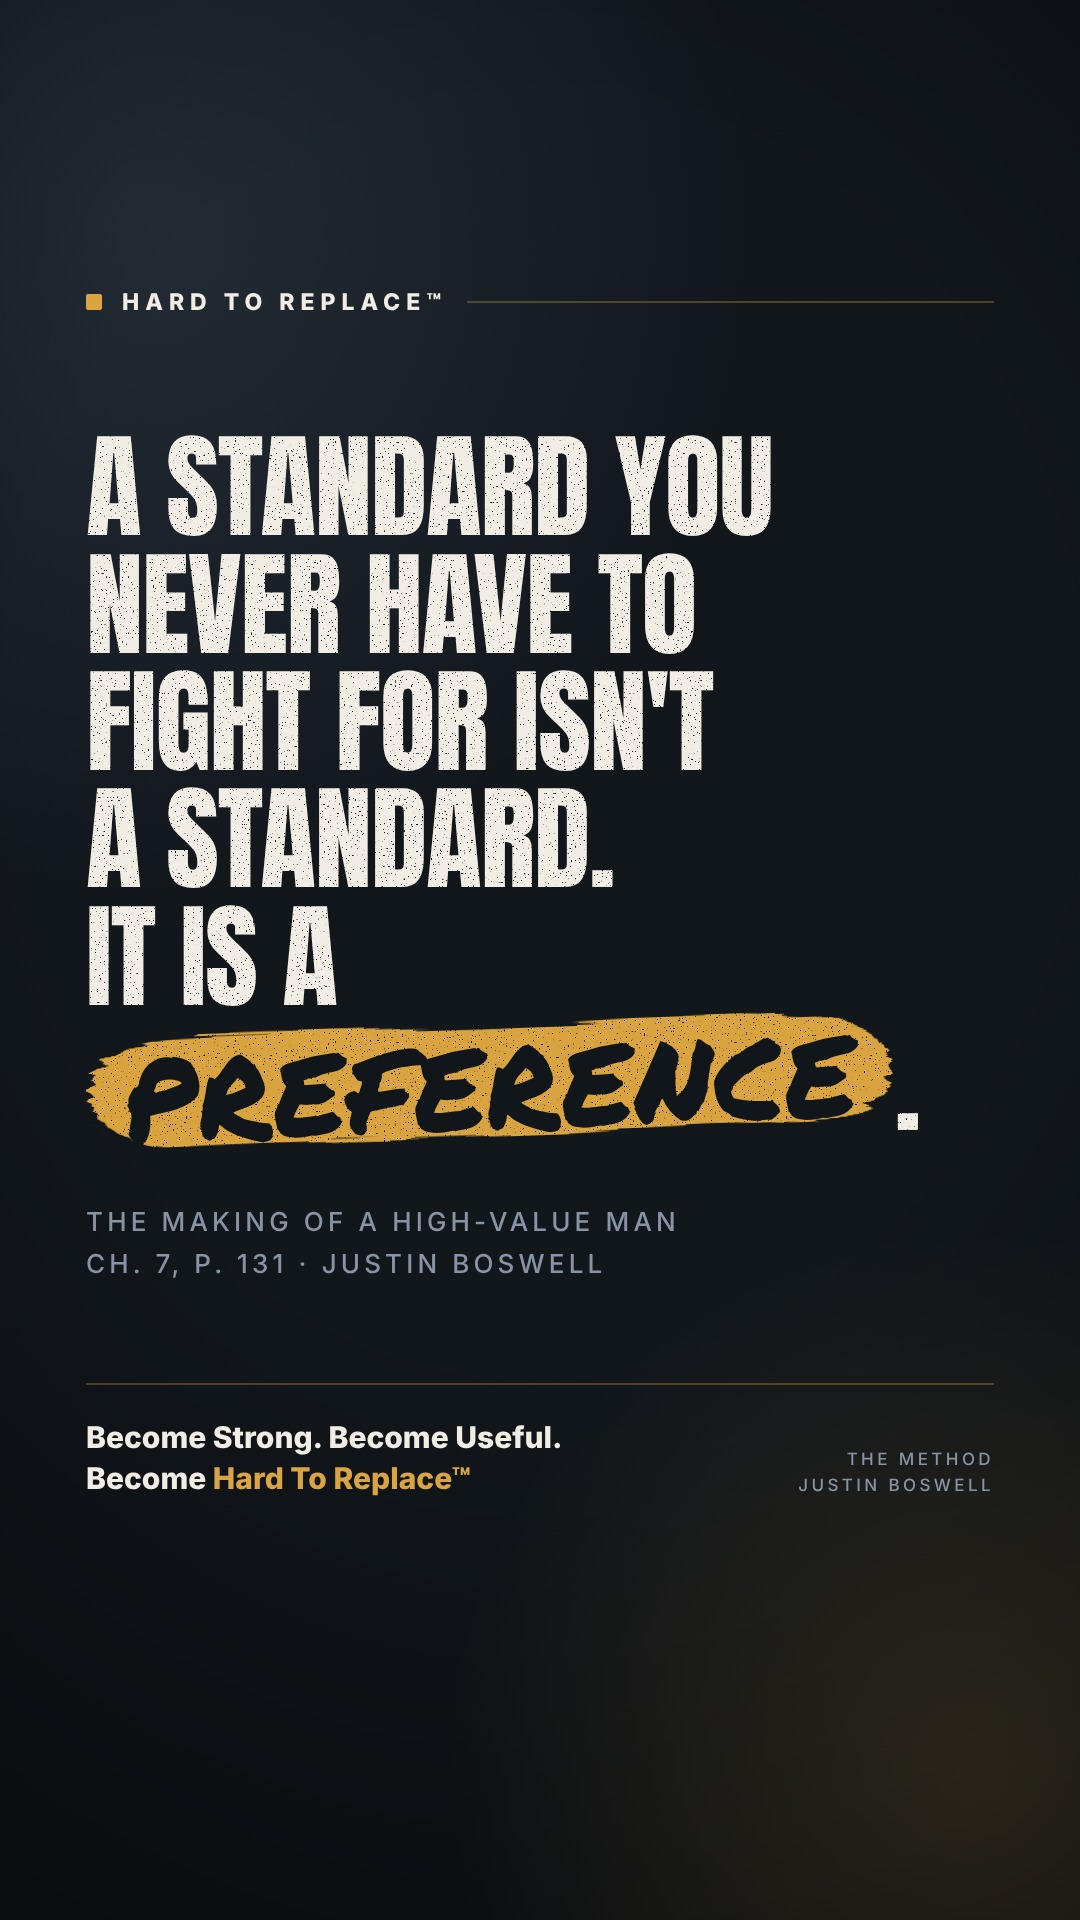 HARD TO REPLACE™
A STANDARD YOU
NEVER HAVE TO
FIGHT FOR ISN'T
A STANDARD.
IT IS A
PREFERENCE.
THE MAKING OF A HIGH-VALUE MAN
CH. 7, P. 131 · JUSTIN BOSWELL
Become Strong. Become Useful.
Become Hard To Replace™
THE METHOD
JUSTIN BOSWELL